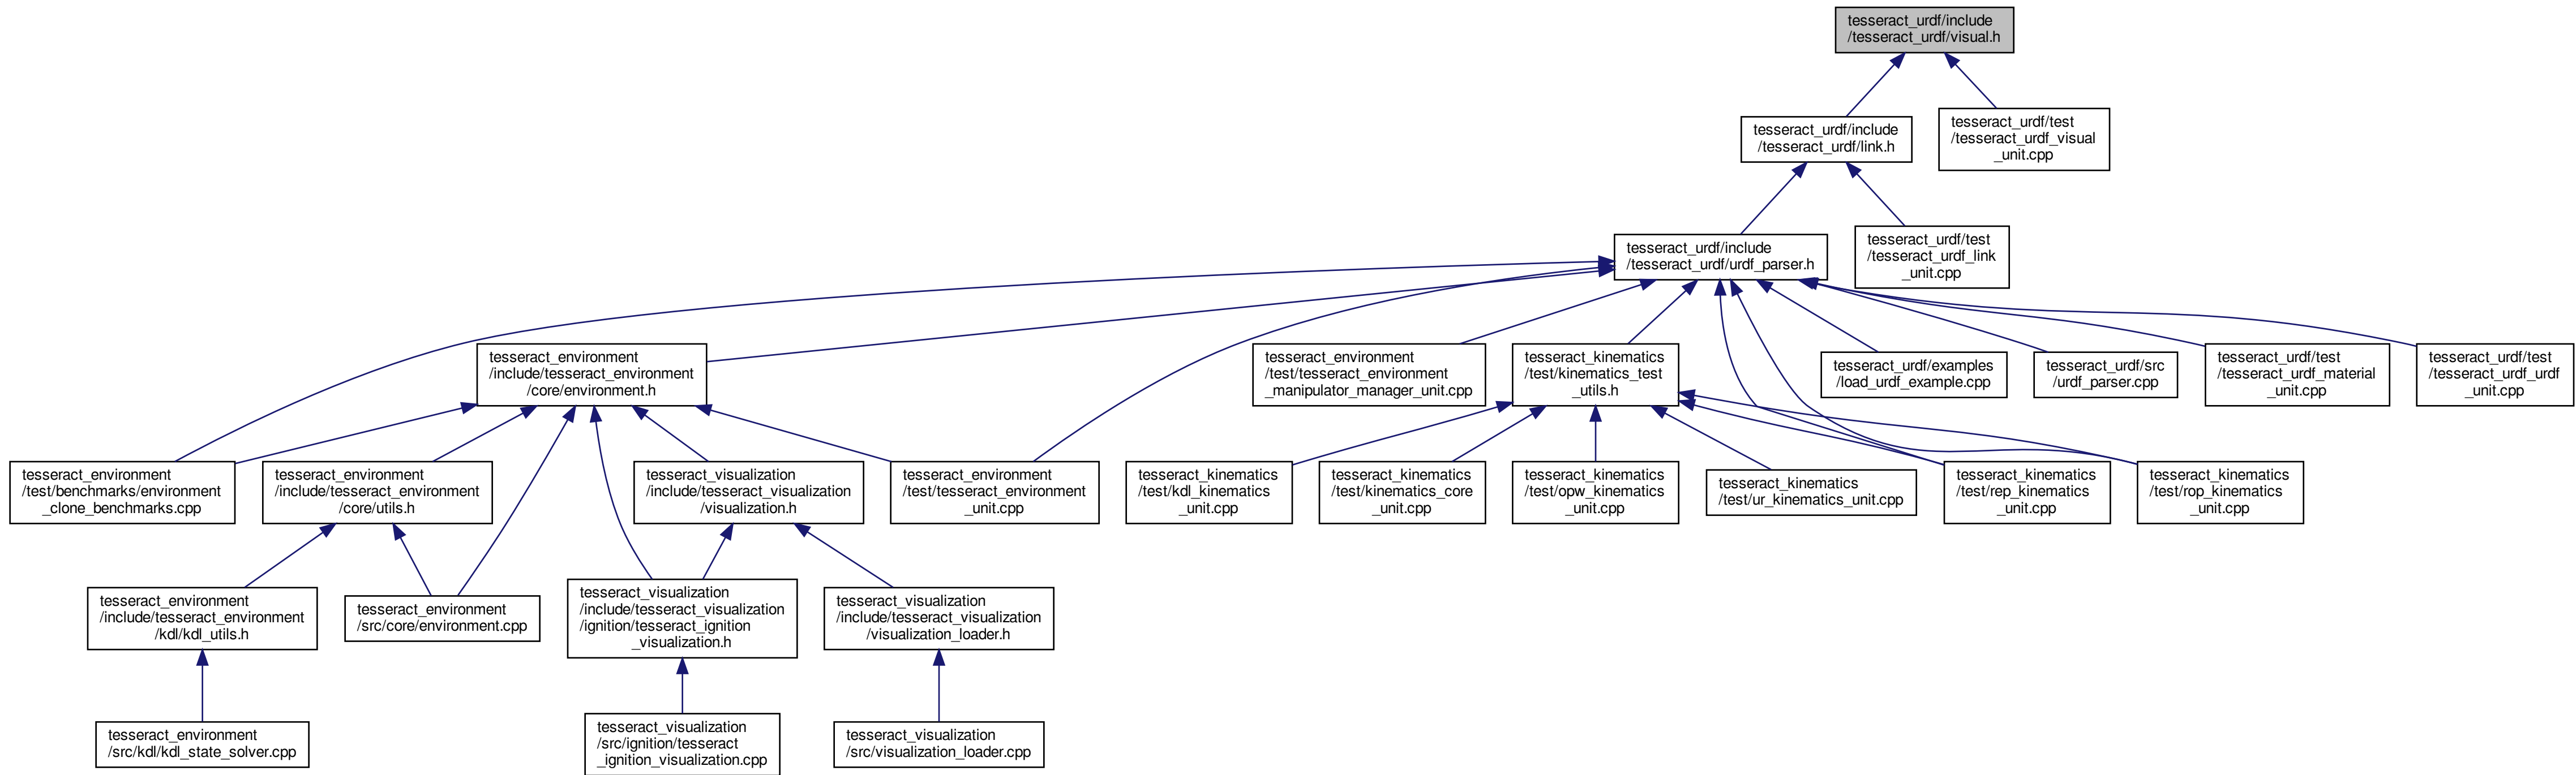 tesseract_urdf/include
/tesseract_urdf/visual.h
tesseract_urdf/include
/tesseract_urdf/link.h
tesseract_urdf/test
/tesseract_urdf_visual
_unit.cpp
tesseract_urdf/include
/tesseract_urdf/urdf_parser.h
tesseract_urdf/test
/tesseract_urdf_link
_unit.cpp
tesseract_environment
/include/tesseract_environment
/core/environment.h
tesseract_environment
/test/tesseract_environment
_manipulator_manager_unit.cpp
tesseract_kinematics
/test/kinematics_test
_utils.h
tesseract_urdf/examples
/load_urdf_example.cpp
tesseract_urdf/src
/urdf_parser.cpp
tesseract_urdf/test
/tesseract_urdf_material
_unit.cpp
tesseract_urdf/test
/tesseract_urdf_urdf
_unit.cpp
tesseract_environment
/test/benchmarks/environment
_clone_benchmarks.cpp
tesseract_environment
/include/tesseract_environment
/core/utils.h
tesseract_visualization
/include/tesseract_visualization
/visualization.h
tesseract_environment
/test/tesseract_environment
_unit.cpp
tesseract_kinematics
/test/kdl_kinematics
_unit.cpp
tesseract_kinematics
/test/kinematics_core
_unit.cpp
tesseract_kinematics
/test/opw_kinematics
_unit.cpp
tesseract_kinematics
/test/ur_kinematics_unit.cpp
tesseract_kinematics
/test/rep_kinematics
_unit.cpp
tesseract_kinematics
/test/rop_kinematics
_unit.cpp
tesseract_environment
/include/tesseract_environment
/kdl/kdl_utils.h
tesseract_environment
/src/core/environment.cpp
tesseract_visualization
/include/tesseract_visualization
/ignition/tesseract_ignition
_visualization.h
tesseract_visualization
/include/tesseract_visualization
/visualization_loader.h
tesseract_environment
/src/kdl/kdl_state_solver.cpp
tesseract_visualization
/src/ignition/tesseract
_ignition_visualization.cpp
tesseract_visualization
/src/visualization_loader.cpp